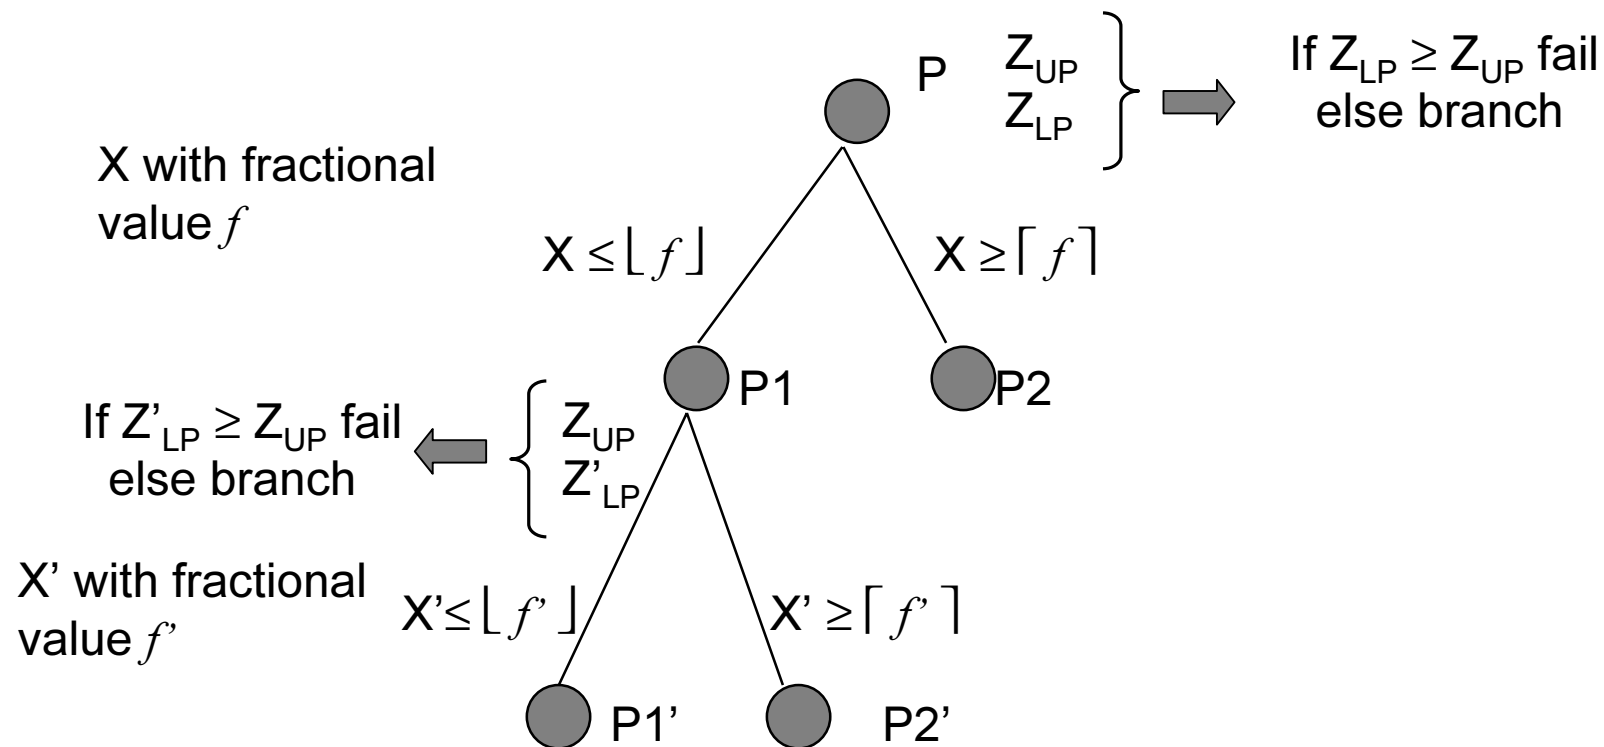 P
Z_UP
Z_LP
If Z_LP ≥ Z_UP fail
else branch
X with fractional
value f
X ≤ ⌊ f ⌋
X ≥ ⌈ f ⌉
P1
P2
If Z’_LP ≥ Z_UP fail
else branch
Z_UP
Z’_LP
X’ with fractional
value f’
X’≤ ⌊ f’ ⌋
X’ ≥ ⌈ f’ ⌉
P1’
P2’